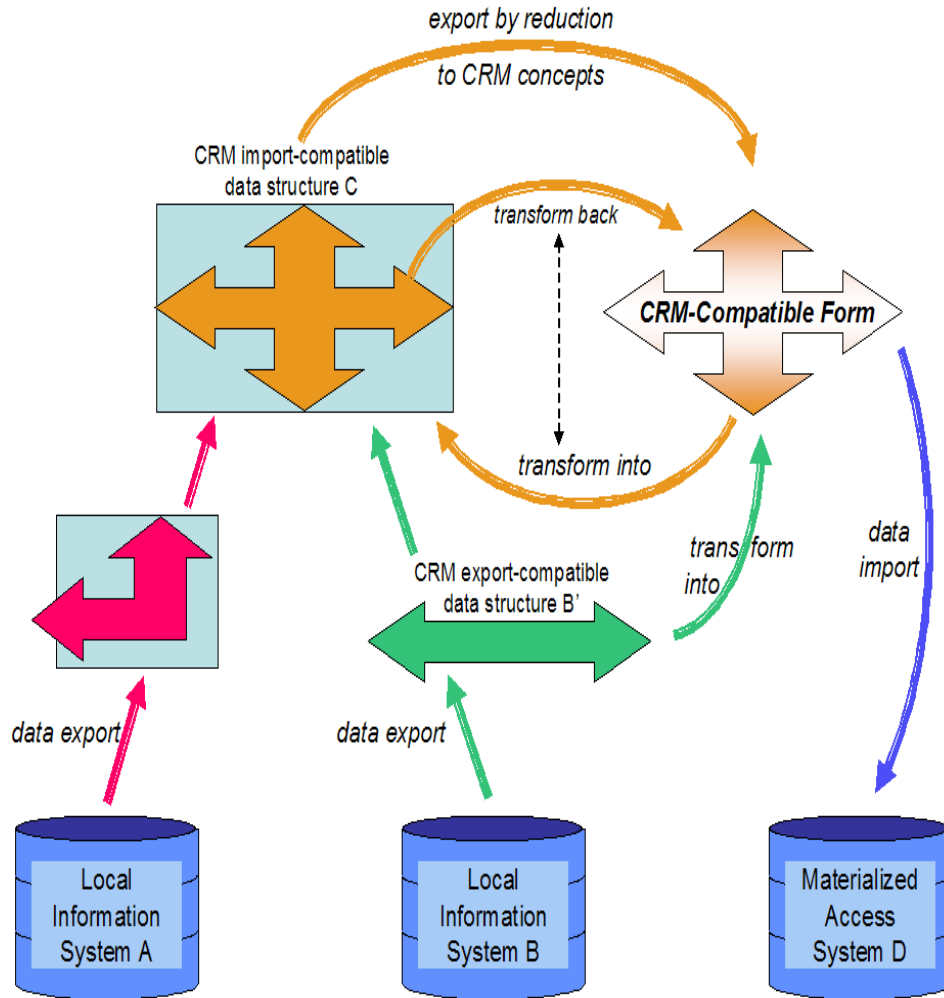 export by reduction
to CRM concepts
CRM import-compatible
data structure C
transform back
CRM-Compatible Form
transform into
trans form
into
data
import
CRM export-compatible
data structure B’
data export
data export
Local
Information
System A
Local
Information
System B
Materialized
Access
System D